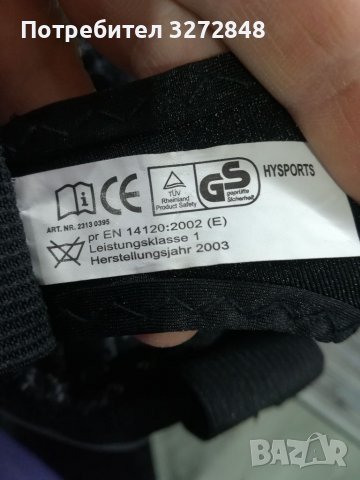 Потребител 3272848
CE
TÜV
Rheinland
Product Safety
GS
geprüfte
Sicherheit
HYSPORTS
ART. NR. 2313 0395
pr EN 14120:2002 (E)
Leistungsklasse 1
Herstellungsjahr 2003
BAZAR